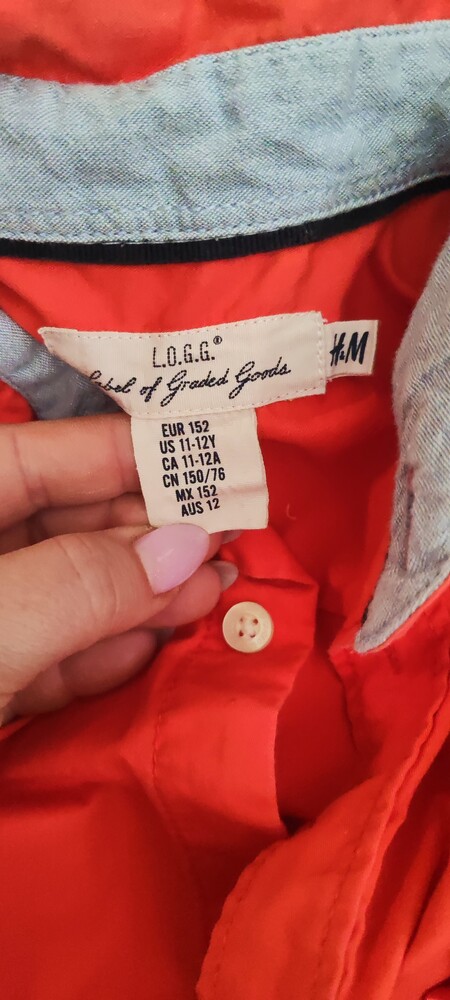 L.O.G.G.®
Label of Graded Goods
H&M
EUR 152
US 11-12Y
CA 11-12A
CN 150/76
MX 152
AUS 12